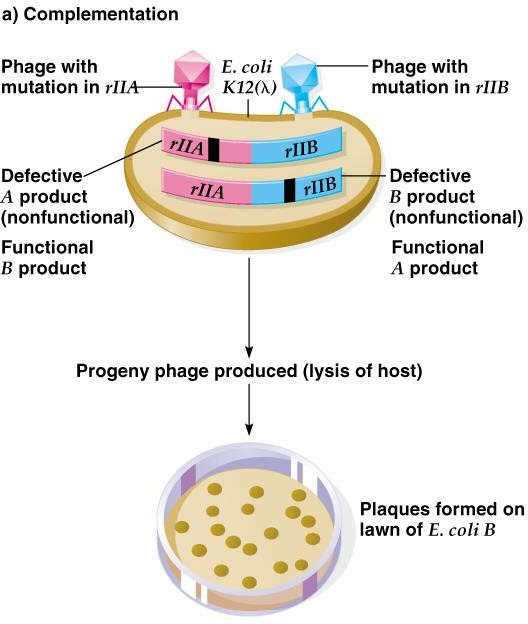 a) Complementation
Phage with
mutation in rIIA
E. coli
K12(λ)
Phage with
mutation in rIIB
rIIA
rIIB
rIIA
rIIB
Defective
A product
(nonfunctional)
Functional
B product
Defective
B product
(nonfunctional)
Functional
A product
Progeny phage produced (lysis of host)
Plaques formed on
lawn of E. coli B